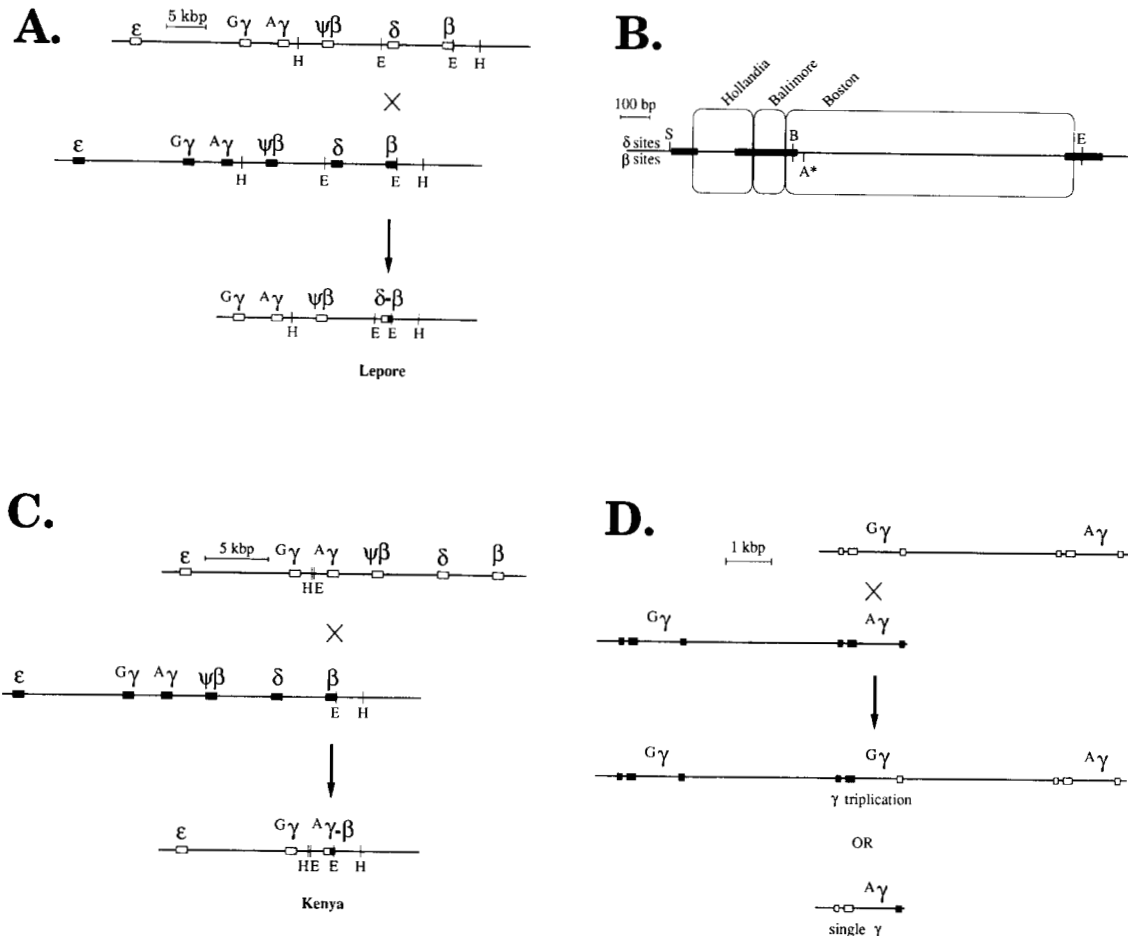 A.
5 kbp
ε Gγ Aγ ψβ δ β
H E E H
ε Gγ Aγ ψβ δ β
H E E H
Gγ Aγ ψβ δ-β
H E E H
Lepore
B.
Hollandia Baltimore Boston
100 bp
S B E
δ sites
β sites
A*
C.
ε 5 kbp Gγ Aγ ψβ δ β
HE
ε Gγ Aγ ψβ δ β
E H
ε Gγ Aγ-β
HE E H
Kenya
D.
1 kbp
Gγ Aγ
Gγ Aγ
Gγ Gγ Aγ
γ triplication
OR
Aγ
single γ